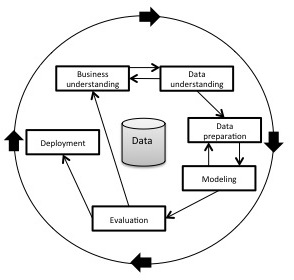 Business
understanding
Data
understanding
Data
preparation
Data
Deployment
Modeling
Evaluation